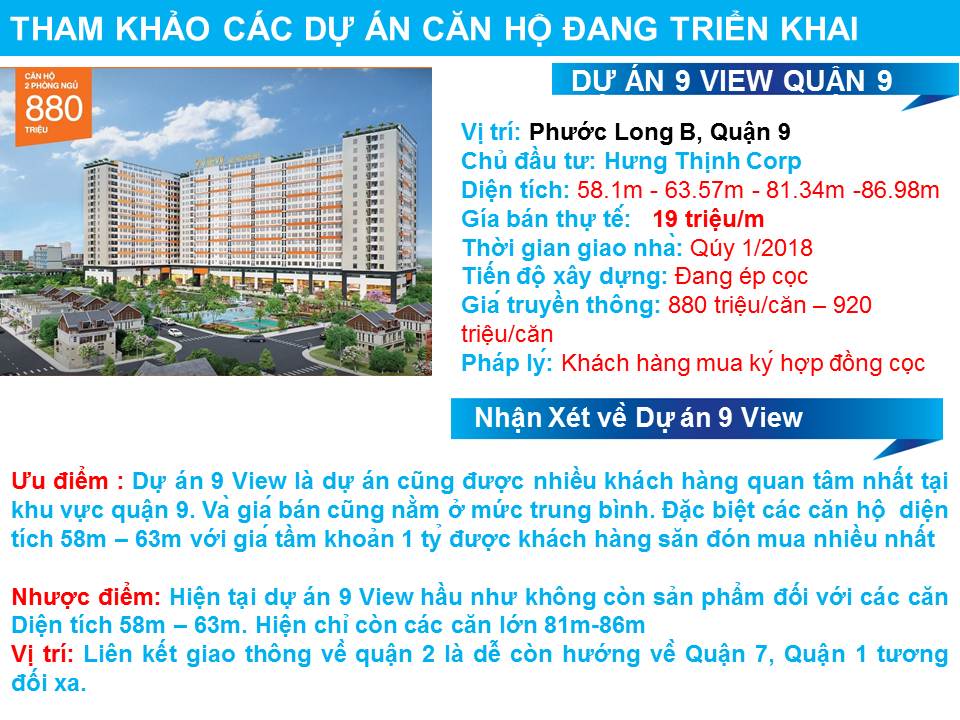 THAM KHẢO CÁC DỰ ÁN CĂN HỘ ĐANG TRIỂN KHAI
CĂN HỘ
2 PHÒNG NGỦ
880
TRIỆU
DỰ ÁN 9 VIEW QUẬN 9
Vị trí: Phước Long B, Quận 9
Chủ đầu tư: Hưng Thịnh Corp
Diện tích: 58.1m - 63.57m - 81.34m -86.98m
Gía bán thự tế: 19 triệu/m
Thời gian giao nhà: Qúy 1/2018
Tiến độ xây dựng: Đang ép cọc
Giá truyền thông: 880 triệu/căn – 920
triệu/căn
Pháp lý: Khách hàng mua ký hợp đồng cọc
Nhận Xét về Dự án 9 View
Ưu điểm : Dự án 9 View là dự án cũng được nhiều khách hàng quan tâm nhất tại
khu vực quận 9. Và giá bán cũng nằm ở mức trung bình. Đặc biệt các căn hộ diện
tích 58m – 63m với giá tầm khoản 1 tỷ được khách hàng săn đón mua nhiều nhất
Nhược điểm: Hiện tại dự án 9 View hầu như không còn sản phẩm đối với các căn
Diện tích 58m – 63m. Hiện chỉ còn các căn lớn 81m-86m
Vị trí: Liên kết giao thông về quận 2 là dễ còn hướng về Quận 7, Quận 1 tương
đối xa.